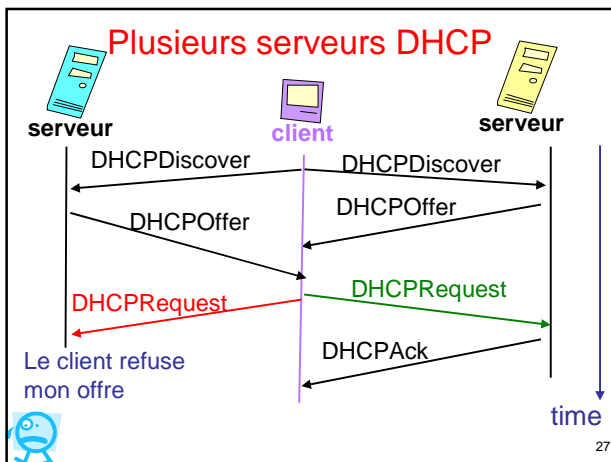 Plusieurs serveurs DHCP
serveur
client
serveur
DHCPDiscover
DHCPDiscover
DHCPOffer
DHCPOffer
DHCPRequest
DHCPRequest
Le client refuse
mon offre
DHCPAck
time
27